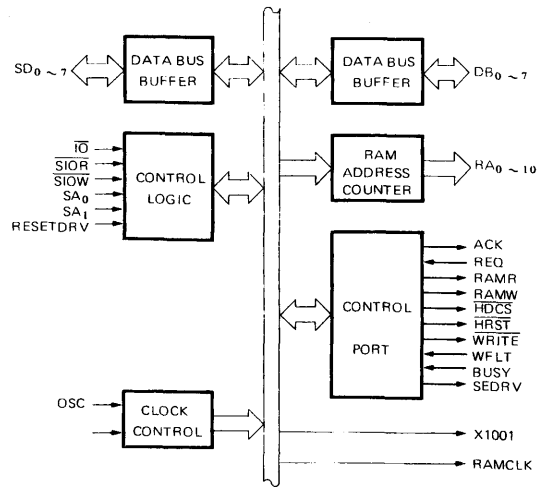 SD0 ~ 7
DATA BUS
BUFFER
DATA BUS
BUFFER
DB0 ~ 7
IO
SIOR
SIOW
SA0
SA1
RESETDRV
CONTROL
LOGIC
RAM
ADDRESS
COUNTER
RA0 ~ 10
CONTROL
PORT
ACK
REQ
RAMR
RAMW
HDCS
HRST
WRITE
WFLT
BUSY
SEDRV
OSC
CLOCK
CONTROL
X1001
RAMCLK